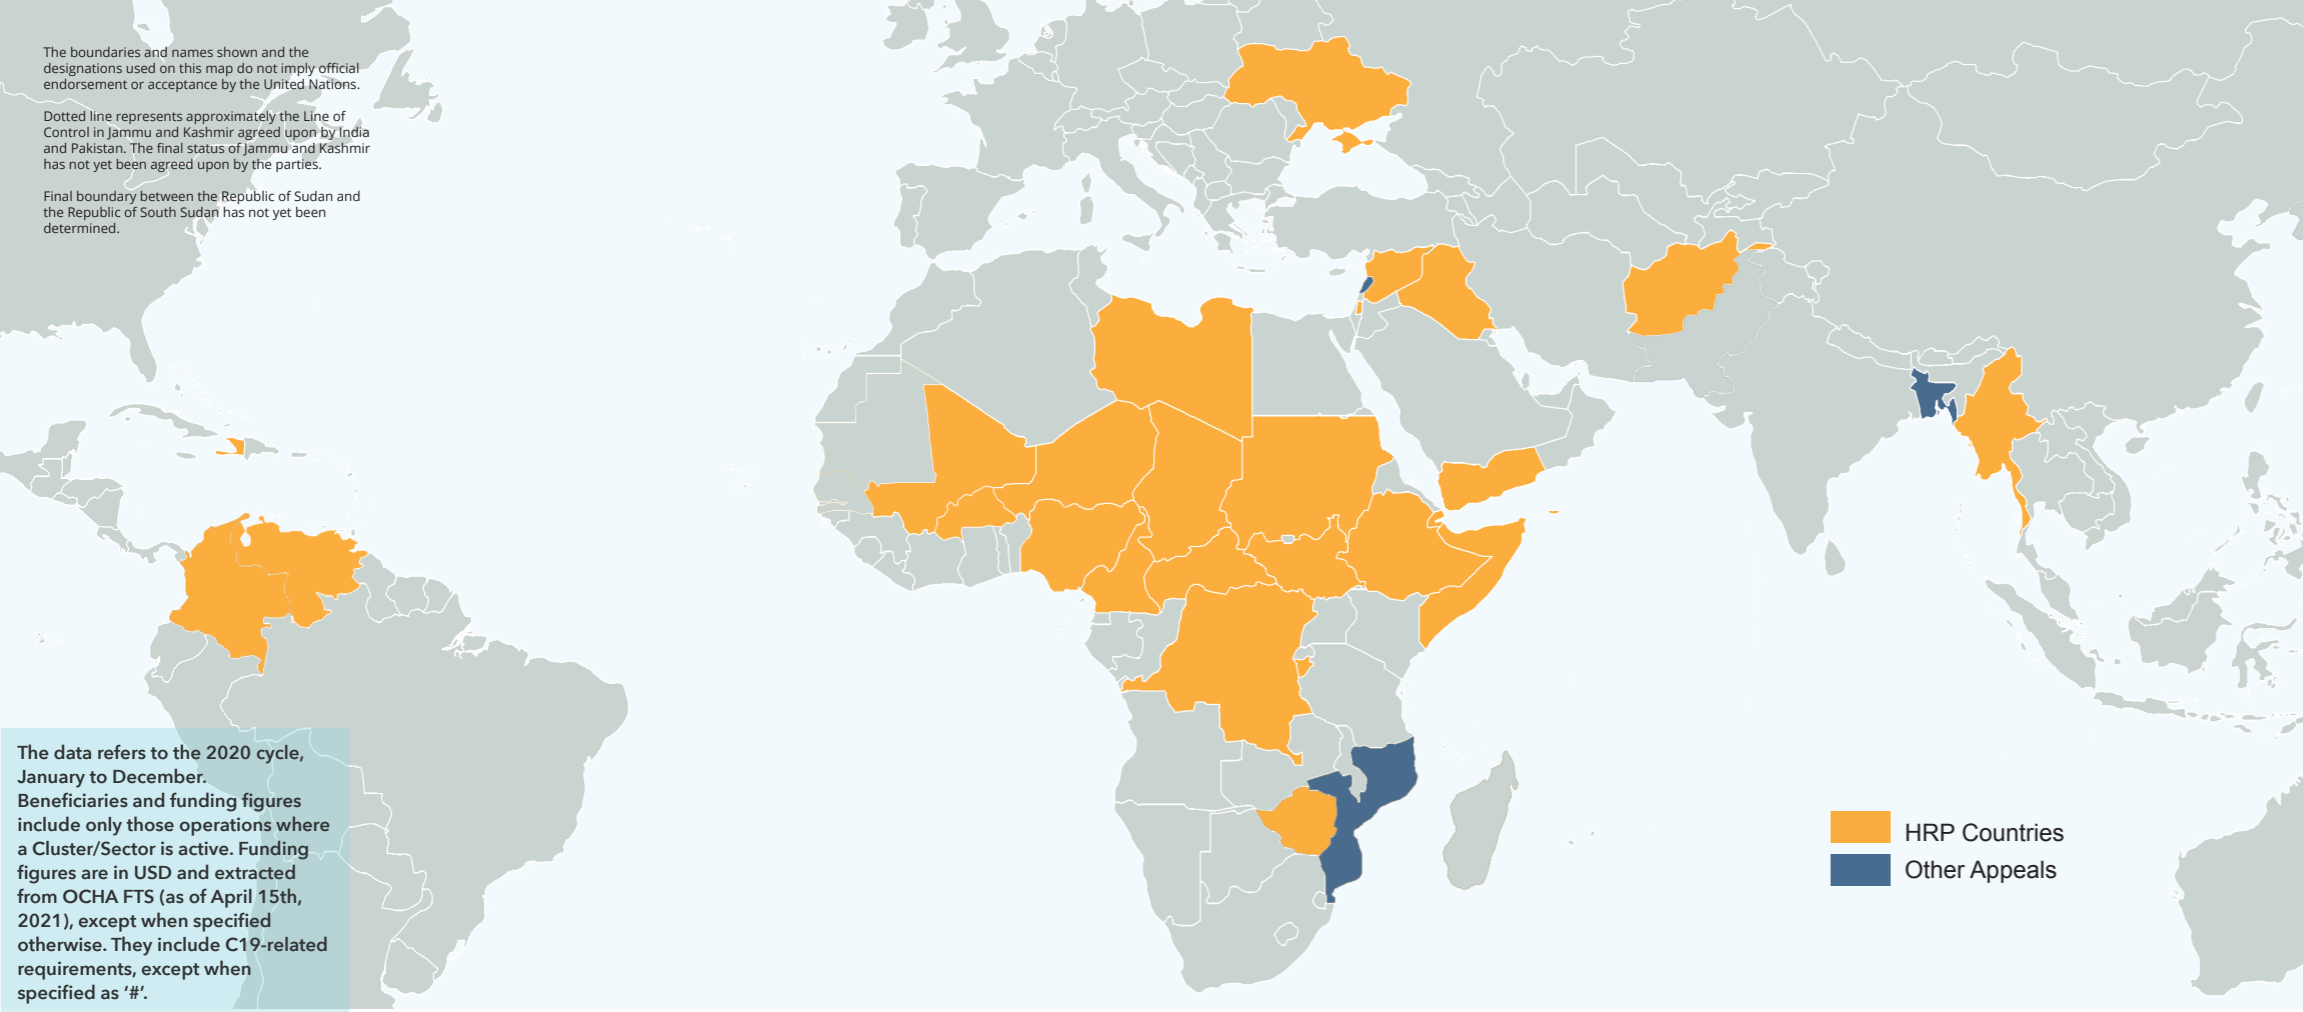 The boundaries and names shown and the
designations used on this map do not imply official
endorsement or acceptance by the United Nations.
Dotted line represents approximately the Line of
Control in Jammu and Kashmir agreed upon by India
and Pakistan. The final status of Jammu and Kashmir
has not yet been agreed upon by the parties.
Final boundary between the Republic of Sudan and
the Republic of South Sudan has not yet been
determined.
The data refers to the 2020 cycle,
January to December.
Beneficiaries and funding figures
include only those operations where
a Cluster/Sector is active. Funding
figures are in USD and extracted
from OCHA FTS (as of April 15th,
2021), except when specified
otherwise. They include C19-related
requirements, except when
specified as ‘#’.
HRP Countries
Other Appeals